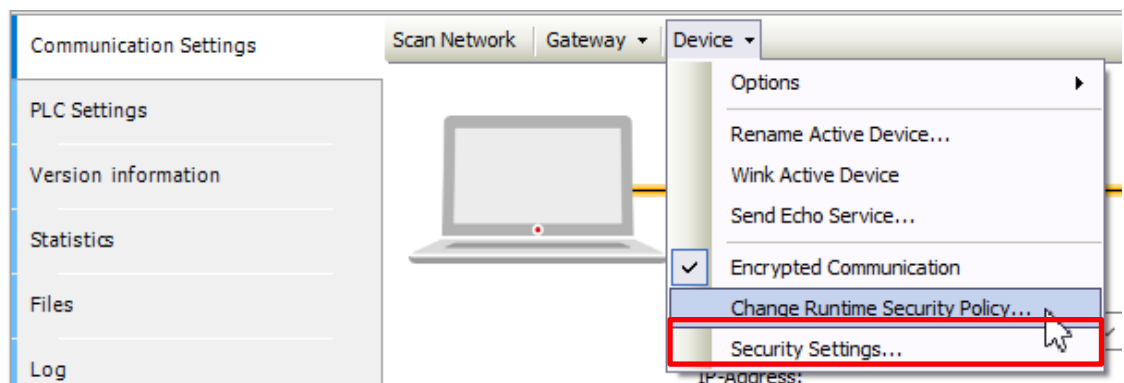 Communication Settings
PLC Settings
Version information
Statistics
Files
Log
Scan Network Gateway Device
Options
Rename Active Device...
Wink Active Device
Send Echo Service...
Encrypted Communication
Change Runtime Security Policy...
Security Settings...
IP-Address: